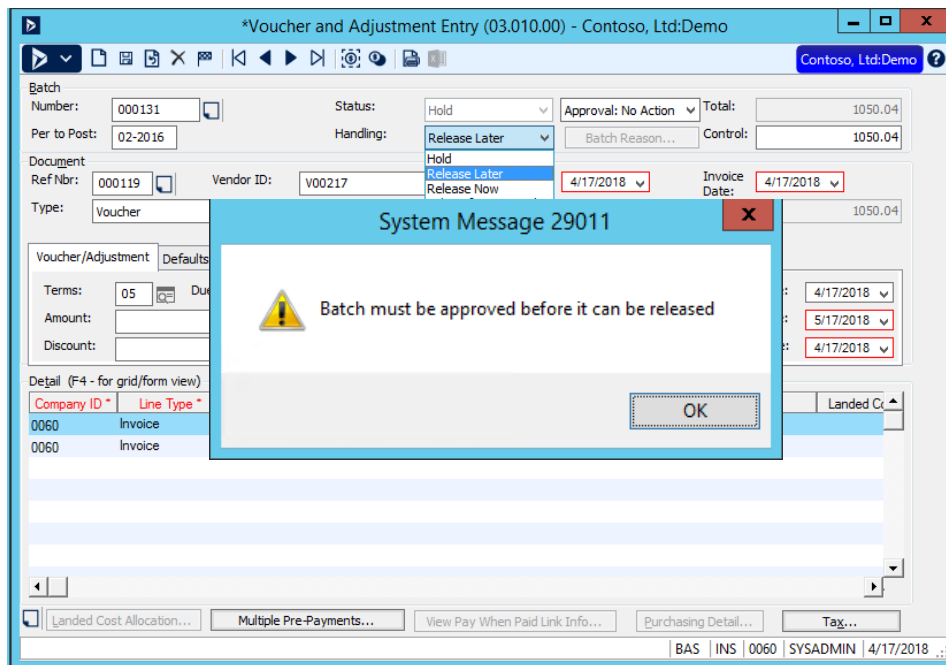 *Voucher and Adjustment Entry (03.010.00) - Contoso, Ltd:Demo
Contoso, Ltd:Demo
Batch
Number: 000131 Status: Hold Approval: No Action Total: 1050.04
Per to Post: 02-2016 Handling: Release Later Batch Reason... Control: 1050.04
Hold
Release Later
Release Now
Document
Ref Nbr: 000119 Vendor ID: V00217 4/17/2018 Invoice Date: 4/17/2018
Type: Voucher 1050.04
System Message 29011
Batch must be approved before it can be released
OK
Voucher/Adjustment Defaults
Terms: 05 4/17/2018
Amount: 5/17/2018
Discount: 4/17/2018
Detail (F4 - for grid/form view)
Company ID * Line Type *
0060 Invoice
0060 Invoice
Landed Cost Allocation... Multiple Pre-Payments... View Pay When Paid Link Info... Purchasing Detail... Tax...
BAS INS 0060 SYSADMIN 4/17/2018